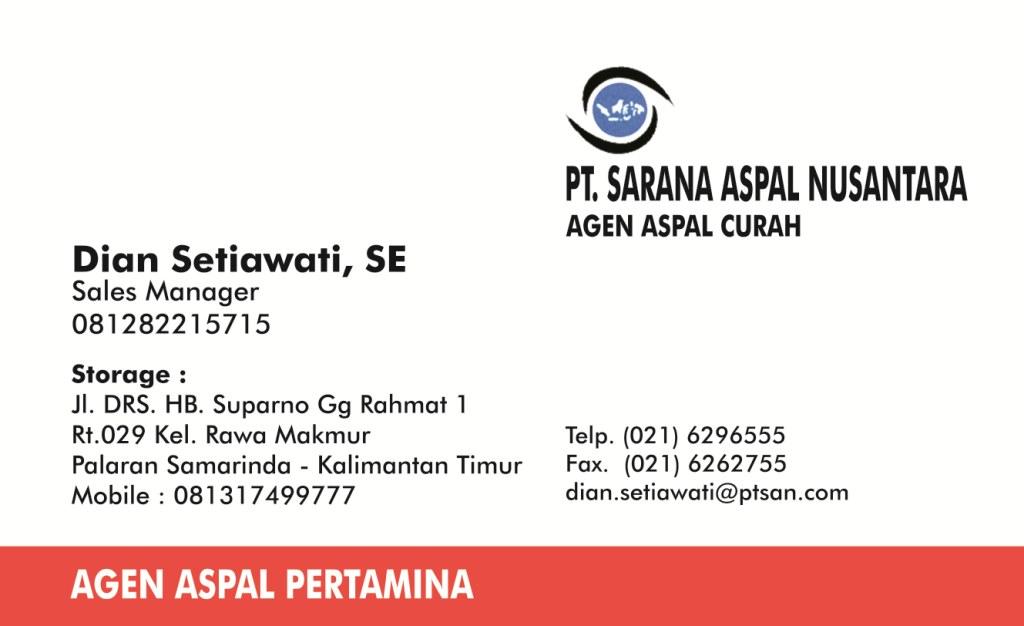 PT. SARANA ASPAL NUSANTARA
AGEN ASPAL CURAH
Dian Setiawati, SE
Sales Manager
081282215715
Storage :
Jl. DRS. HB. Suparno Gg Rahmat 1
Rt.029 Kel. Rawa Makmur
Palaran Samarinda - Kalimantan Timur
Mobile : 081317499777
Telp. (021) 6296555
Fax. (021) 6262755
dian.setiawati@ptsan.com
AGEN ASPAL PERTAMINA